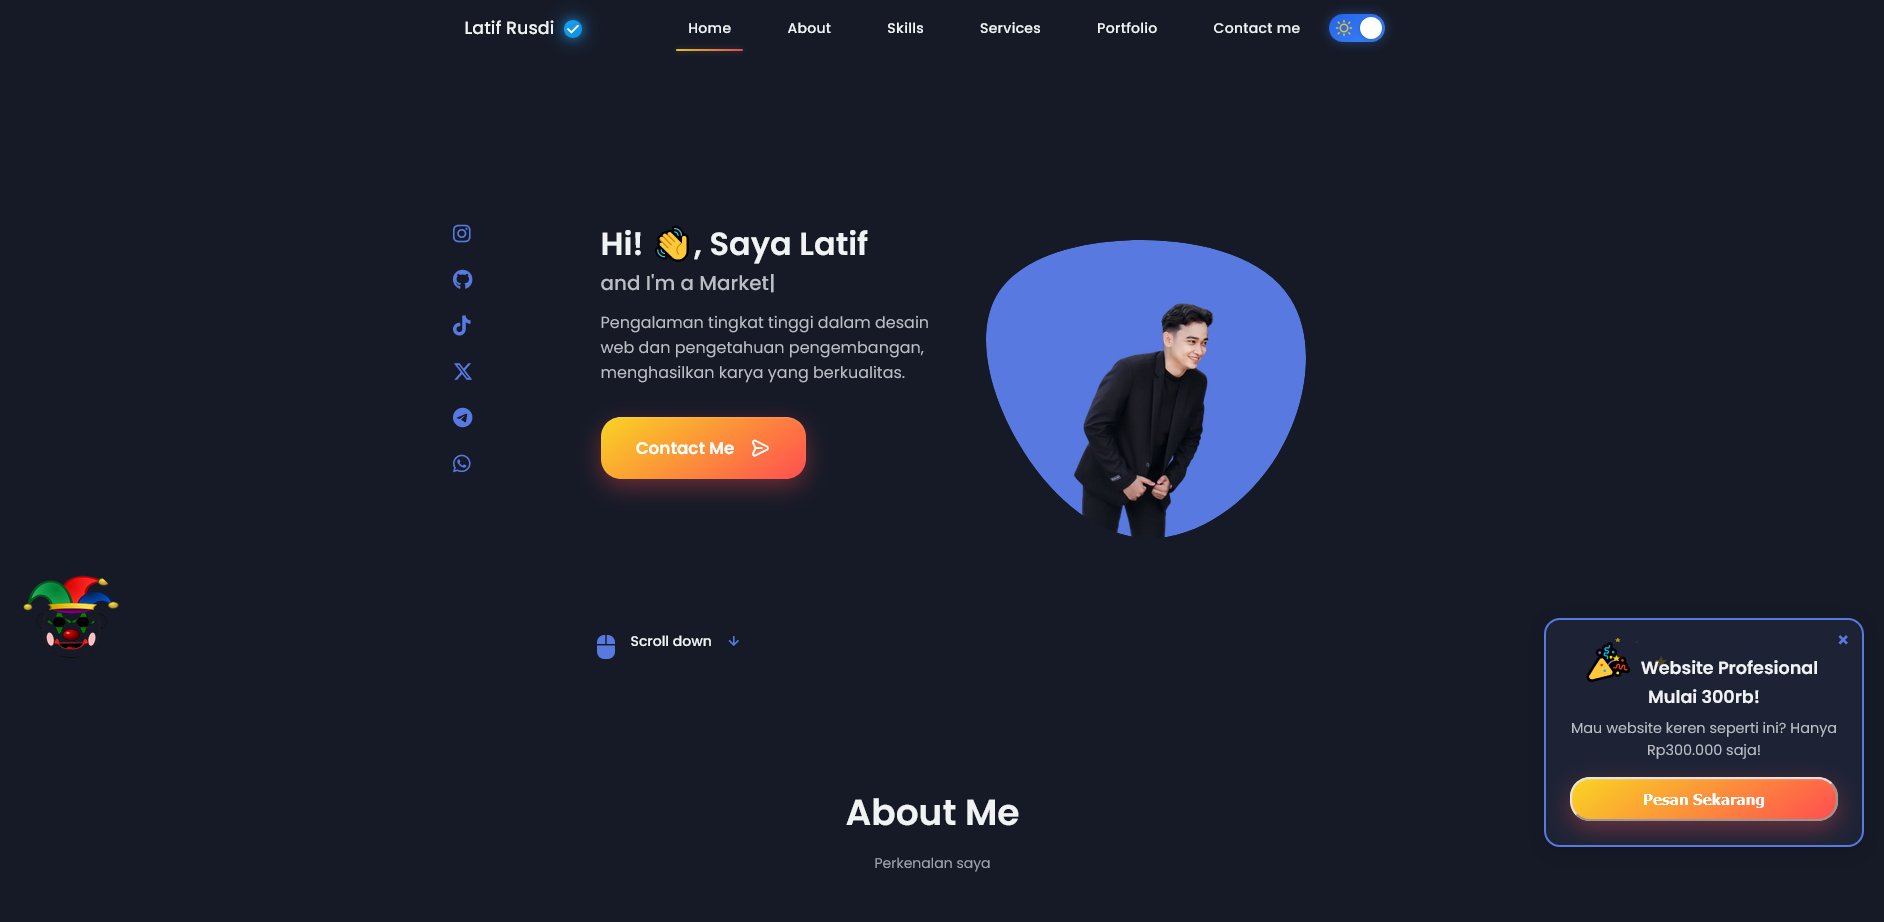 Latif Rusdi
Home
About
Skills
Services
Portfolio
Contact me
Hi! 👋, Saya Latif
and I'm a Market|
Pengalaman tingkat tinggi dalam desain
web dan pengetahuan pengembangan,
menghasilkan karya yang berkualitas.
Contact Me
Scroll down
Website Profesional
Mulai 300rb!
Mau website keren seperti ini? Hanya
Rp300.000 saja!
Pesan Sekarang
About Me
Perkenalan saya